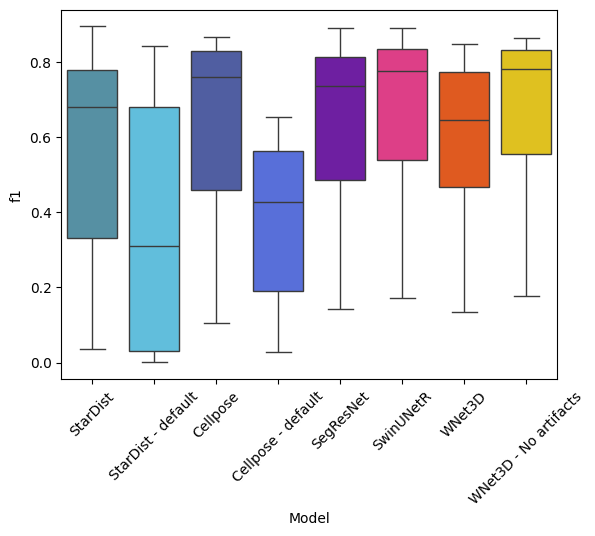 f1
0.8
0.6
0.4
0.2
0.0
StarDist
StarDist - default
Cellpose
Cellpose - default
SegResNet
SwinUNetR
WNet3D
WNet3D - No artifacts
Model